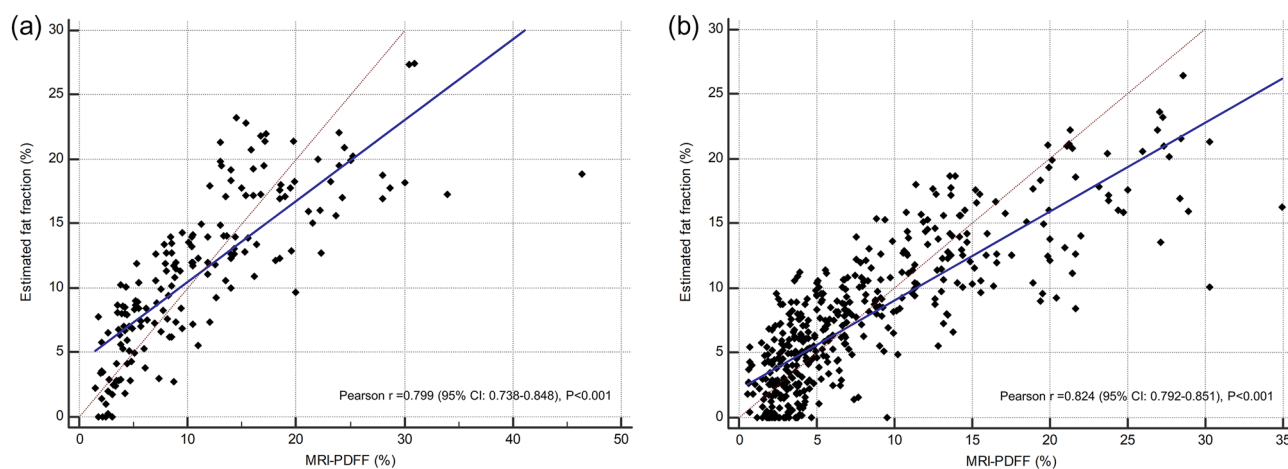 (a)
Estimated fat fraction (%)
30
25
20
15
10
5
0
Pearson r =0.799 (95% CI: 0.738-0.848), P<0.001
0 10 20 30 40 50
MRI-PDFF (%)
(b)
Estimated fat fraction (%)
30
25
20
15
10
5
0
Pearson r =0.824 (95% CI: 0.792-0.851), P<0.001
0 5 10 15 20 25 30 35
MRI-PDFF (%)